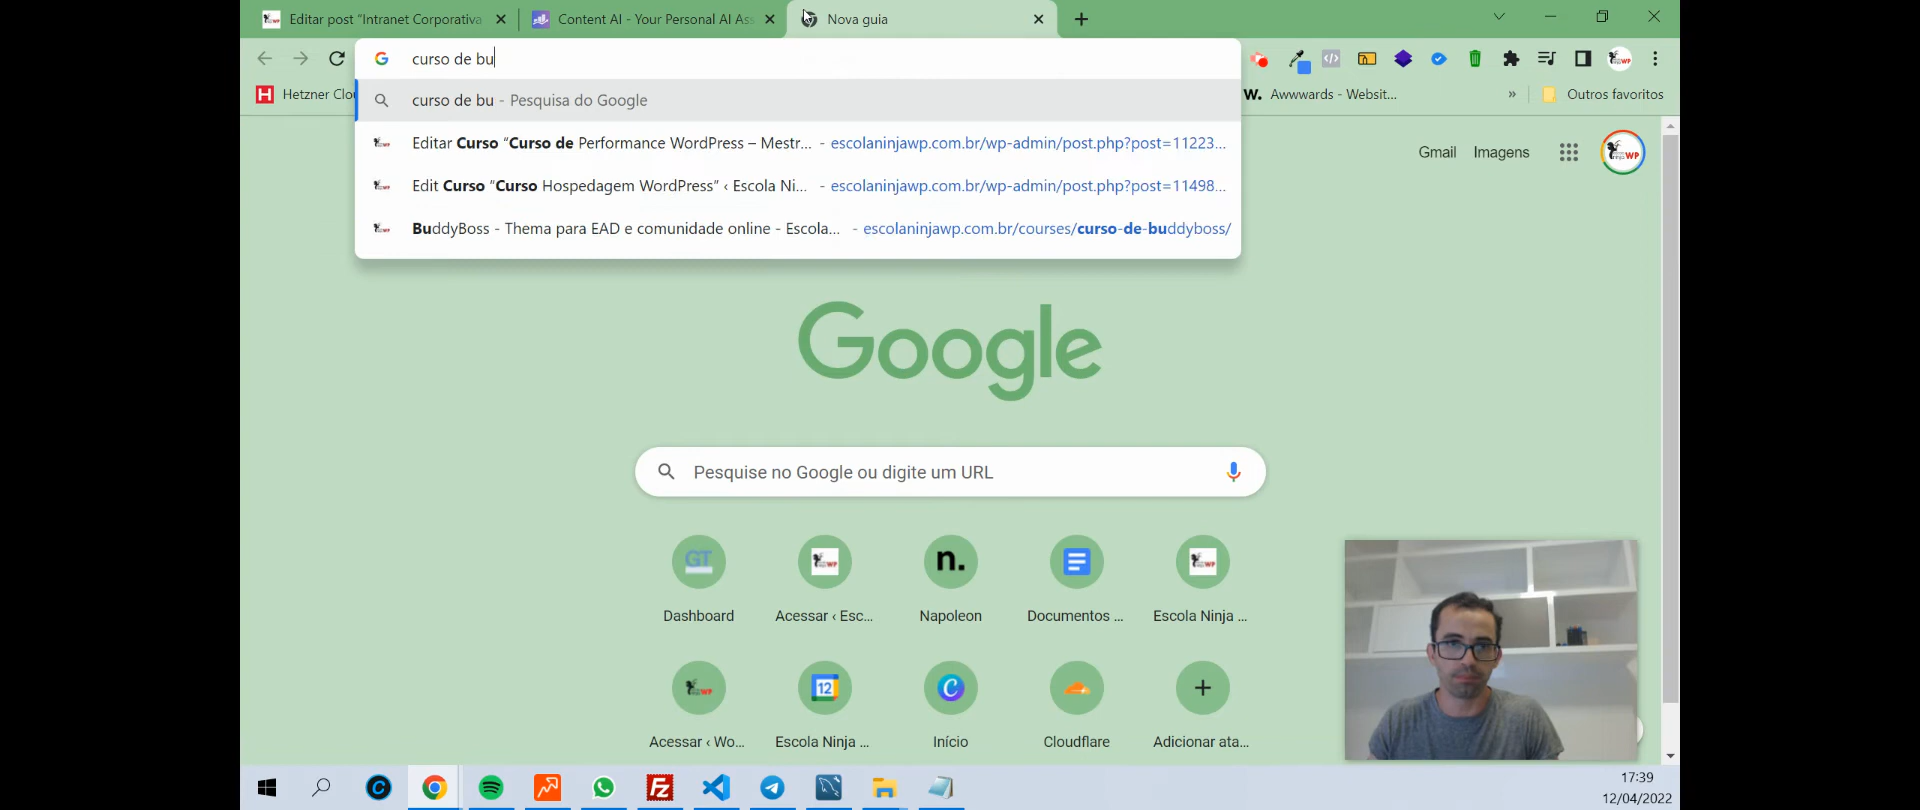 Editar post "Intranet Corporativa
Content AI - Your Personal AI Ass
Nova guia
curso de bu
Hetzner Clou
W. Awwwards - Websit...
» Outros favoritos
curso de bu - Pesquisa do Google
Editar Curso "Curso de Performance WordPress – Mestr... - escolaninjawp.com.br/wp-admin/post.php?post=11223...
Edit Curso "Curso Hospedagem WordPress" ‹ Escola Ni... - escolaninjawp.com.br/wp-admin/post.php?post=11498...
BuddyBoss - Thema para EAD e comunidade online - Escola... - escolaninjawp.com.br/courses/curso-de-buddyboss/
Gmail Imagens
Google
Pesquise no Google ou digite um URL
GT
n.
Dashboard
Acessar ‹ Esc...
Napoleon
Documentos ...
Escola Ninja ...
WP
12
Acessar ‹ Wo...
Escola Ninja ...
Início
Cloudflare
Adicionar ata...
17:39
12/04/2022